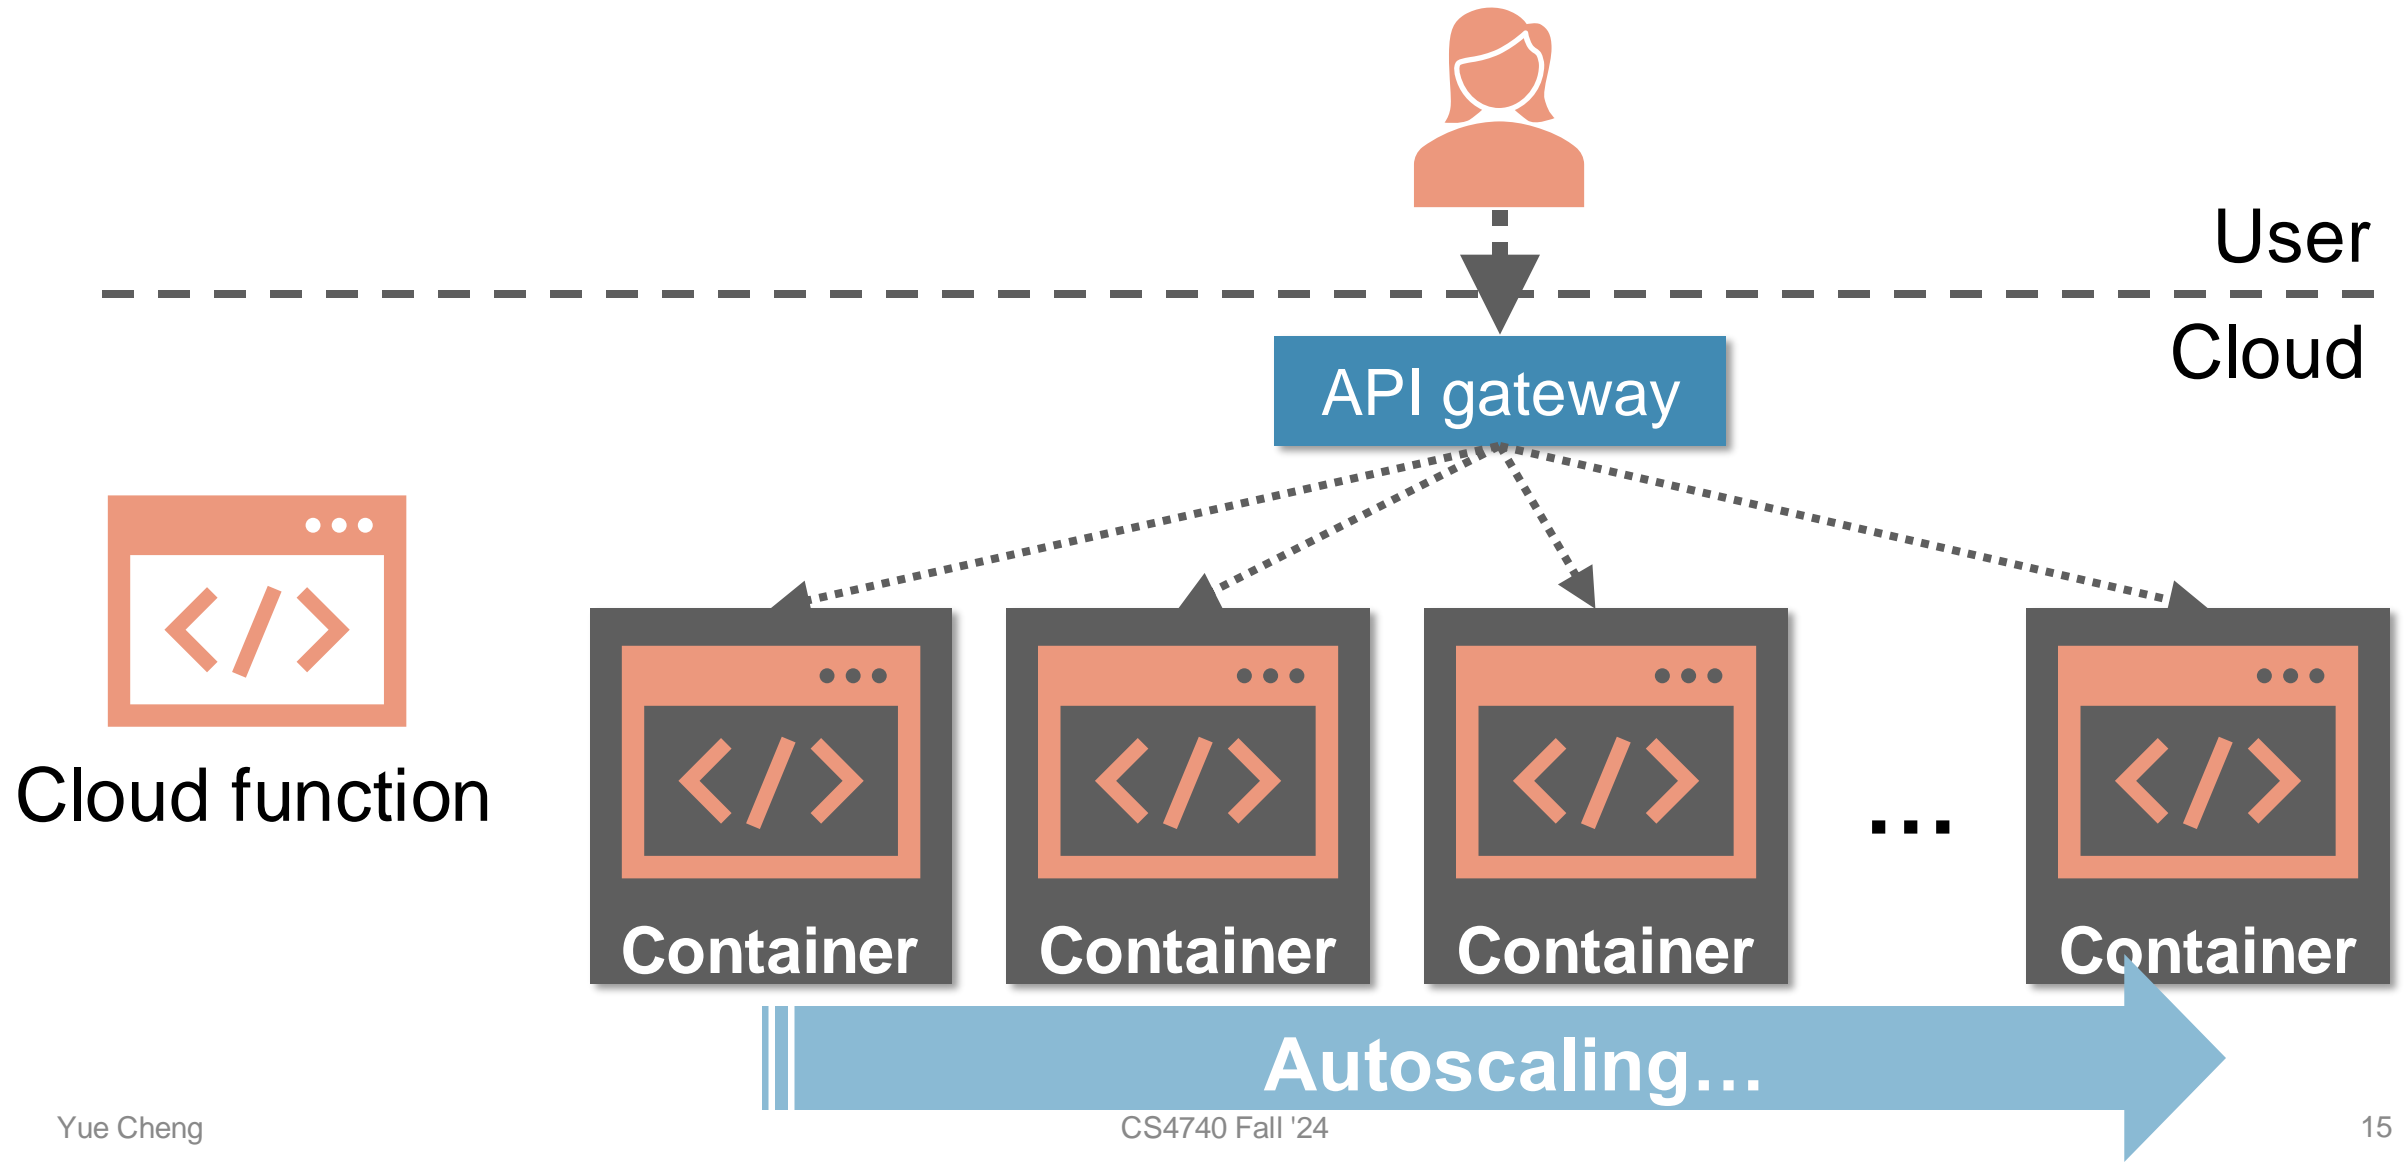 User
Cloud
API gateway
Cloud function
...
Container
Container
Container
Container
Autoscaling...
Yue Cheng
CS4740 Fall '24
15